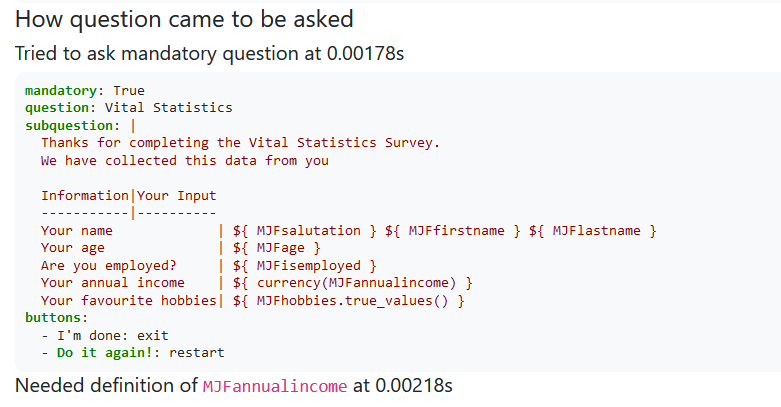 How question came to be asked
Tried to ask mandatory question at 0.00178s
mandatory: True
question: Vital Statistics
subquestion: |
  Thanks for completing the Vital Statistics Survey.
  We have collected this data from you

  Information|Your Input
  -----------|----------
  Your name             | ${ MJFsalutation } ${ MJFfirstname } ${ MJFlastname }
  Your age              | ${ MJFage }
  Are you employed?     | ${ MJFisemployed }
  Your annual income    | ${ currency(MJFannualincome) }
  Your favourite hobbies| ${ MJFhobbies.true_values() }
buttons:
  - I'm done: exit
  - Do it again!: restart
Needed definition of MJFannualincome at 0.00218s